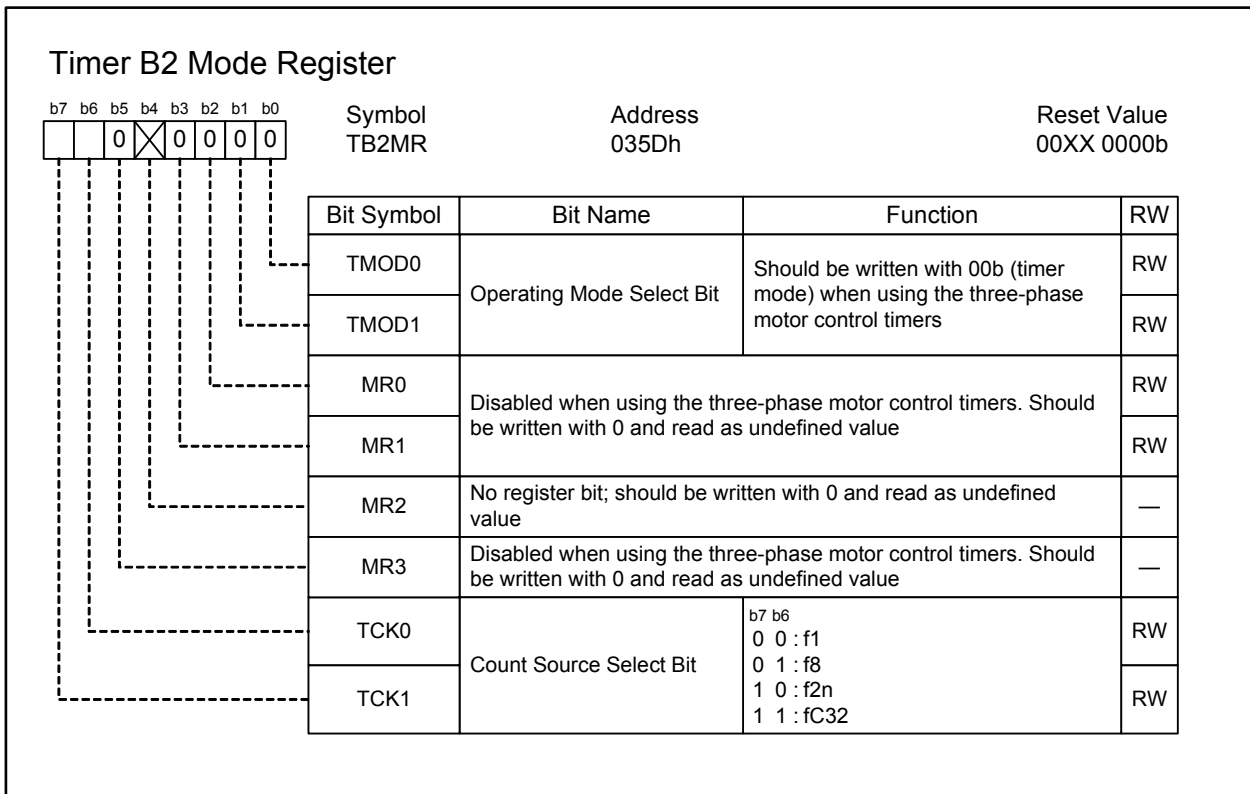 Timer B2 Mode Register
b7 b6 b5 b4 b3 b2 b1 b0
0 0 0 0 0
Symbol Address Reset Value
TB2MR 035Dh 00XX 0000b
Bit Symbol Bit Name Function RW
TMOD0 RW
Operating Mode Select Bit
Should be written with 00b (timer
mode) when using the three-phase
motor control timers
TMOD1 RW
MR0 RW
Disabled when using the three-phase motor control timers. Should
be written with 0 and read as undefined value
MR1 RW
MR2
No register bit; should be written with 0 and read as undefined
value
—
MR3
Disabled when using the three-phase motor control timers. Should
be written with 0 and read as undefined value
—
TCK0 RW
Count Source Select Bit
b7 b6
0 0 : f1
0 1 : f8
1 0 : f2n
1 1 : fC32
TCK1 RW